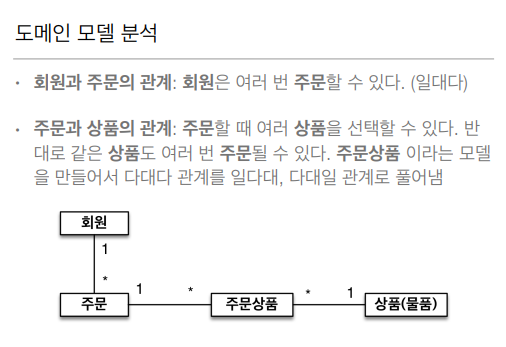 도메인 모델 분석
• 회원과 주문의 관계: 회원은 여러 번 주문할 수 있다. (일대다)
• 주문과 상품의 관계: 주문할 때 여러 상품을 선택할 수 있다. 반
대로 같은 상품도 여러 번 주문될 수 있다. 주문상품 이라는 모델
을 만들어서 다대다 관계를 일다대, 다대일 관계로 풀어냄
회원
1
*
주문 1 * 주문상품 * 1 상품(물품)